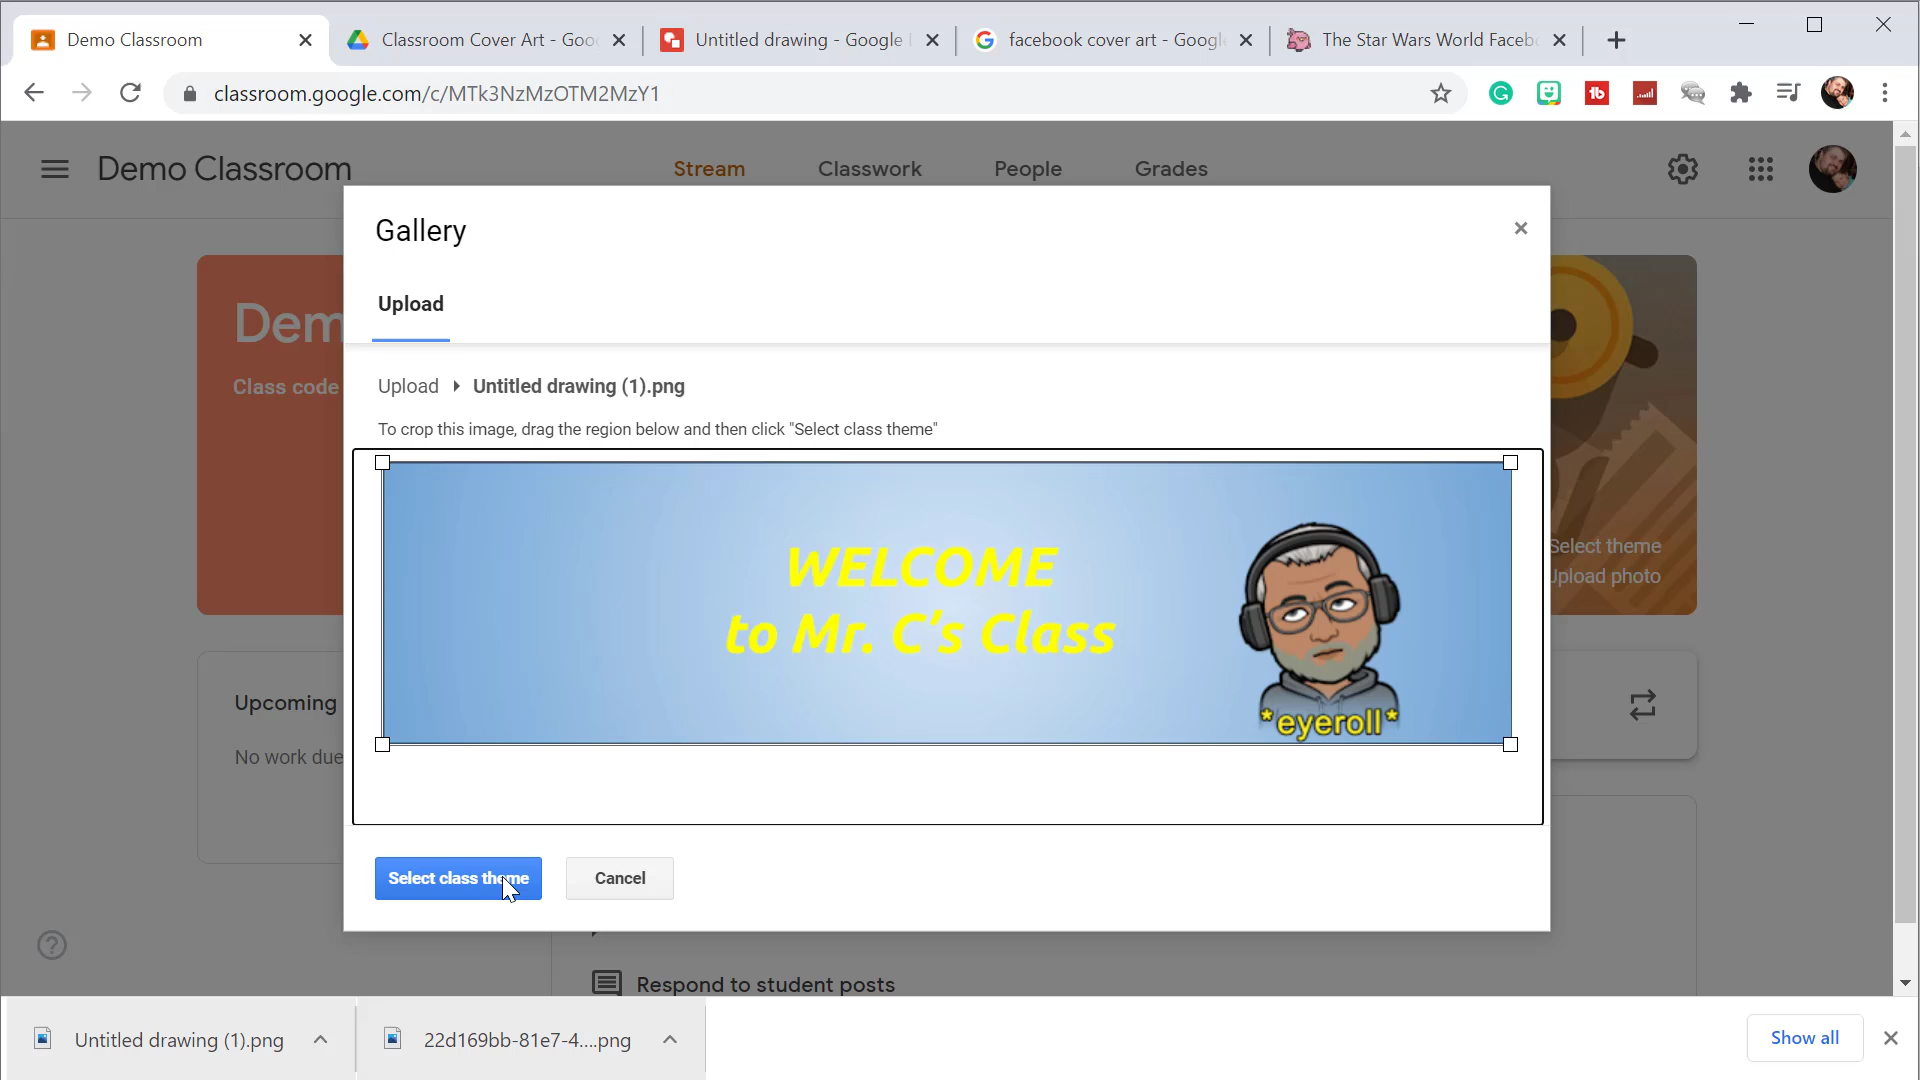 Demo Classroom
Classroom Cover Art - Goo
Untitled drawing - Google
facebook cover art - Googl
The Star Wars World Facebo
classroom.google.com/c/MTk3NzMzOTM2MzY1
Demo Classroom
Stream
Classwork
People
Grades
Gallery
Upload
Upload
Untitled drawing (1).png
To crop this image, drag the region below and then click "Select class theme"
WELCOME
to Mr. C's Class
*eyeroll*
Select class theme
Cancel
Dem
Class code
Select theme
Upload photo
Upcoming
No work due
Respond to student posts
Untitled drawing (1).png
22d169bb-81e7-4....png
Show all